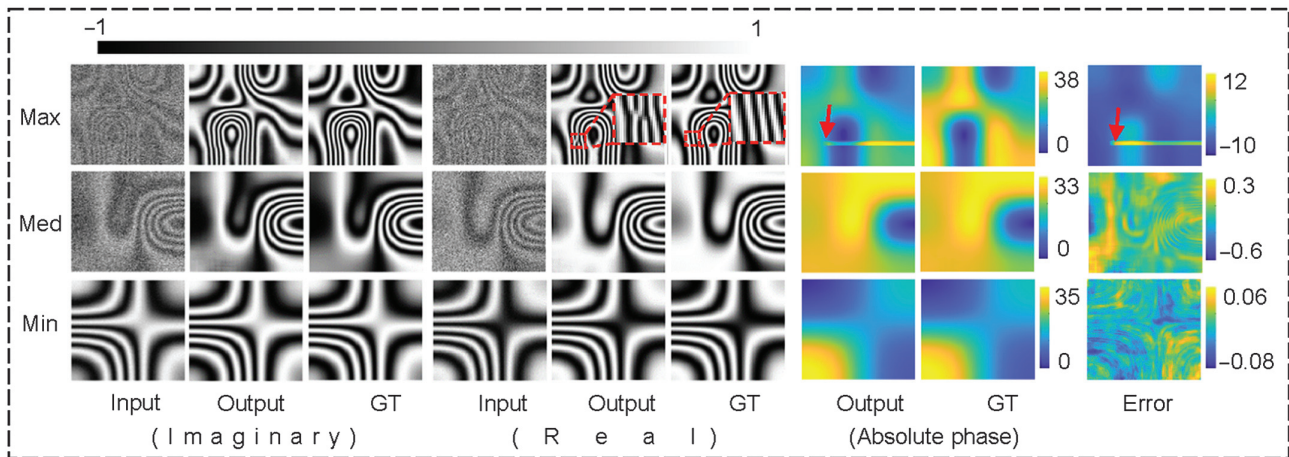 −1 1
Max 38 0 12 −10
Med 33 0 0.3 −0.6
Min 35 0 0.06 −0.08
Input Output GT Input Output GT Output GT Error
(Imaginary) (Real) (Absolute phase)